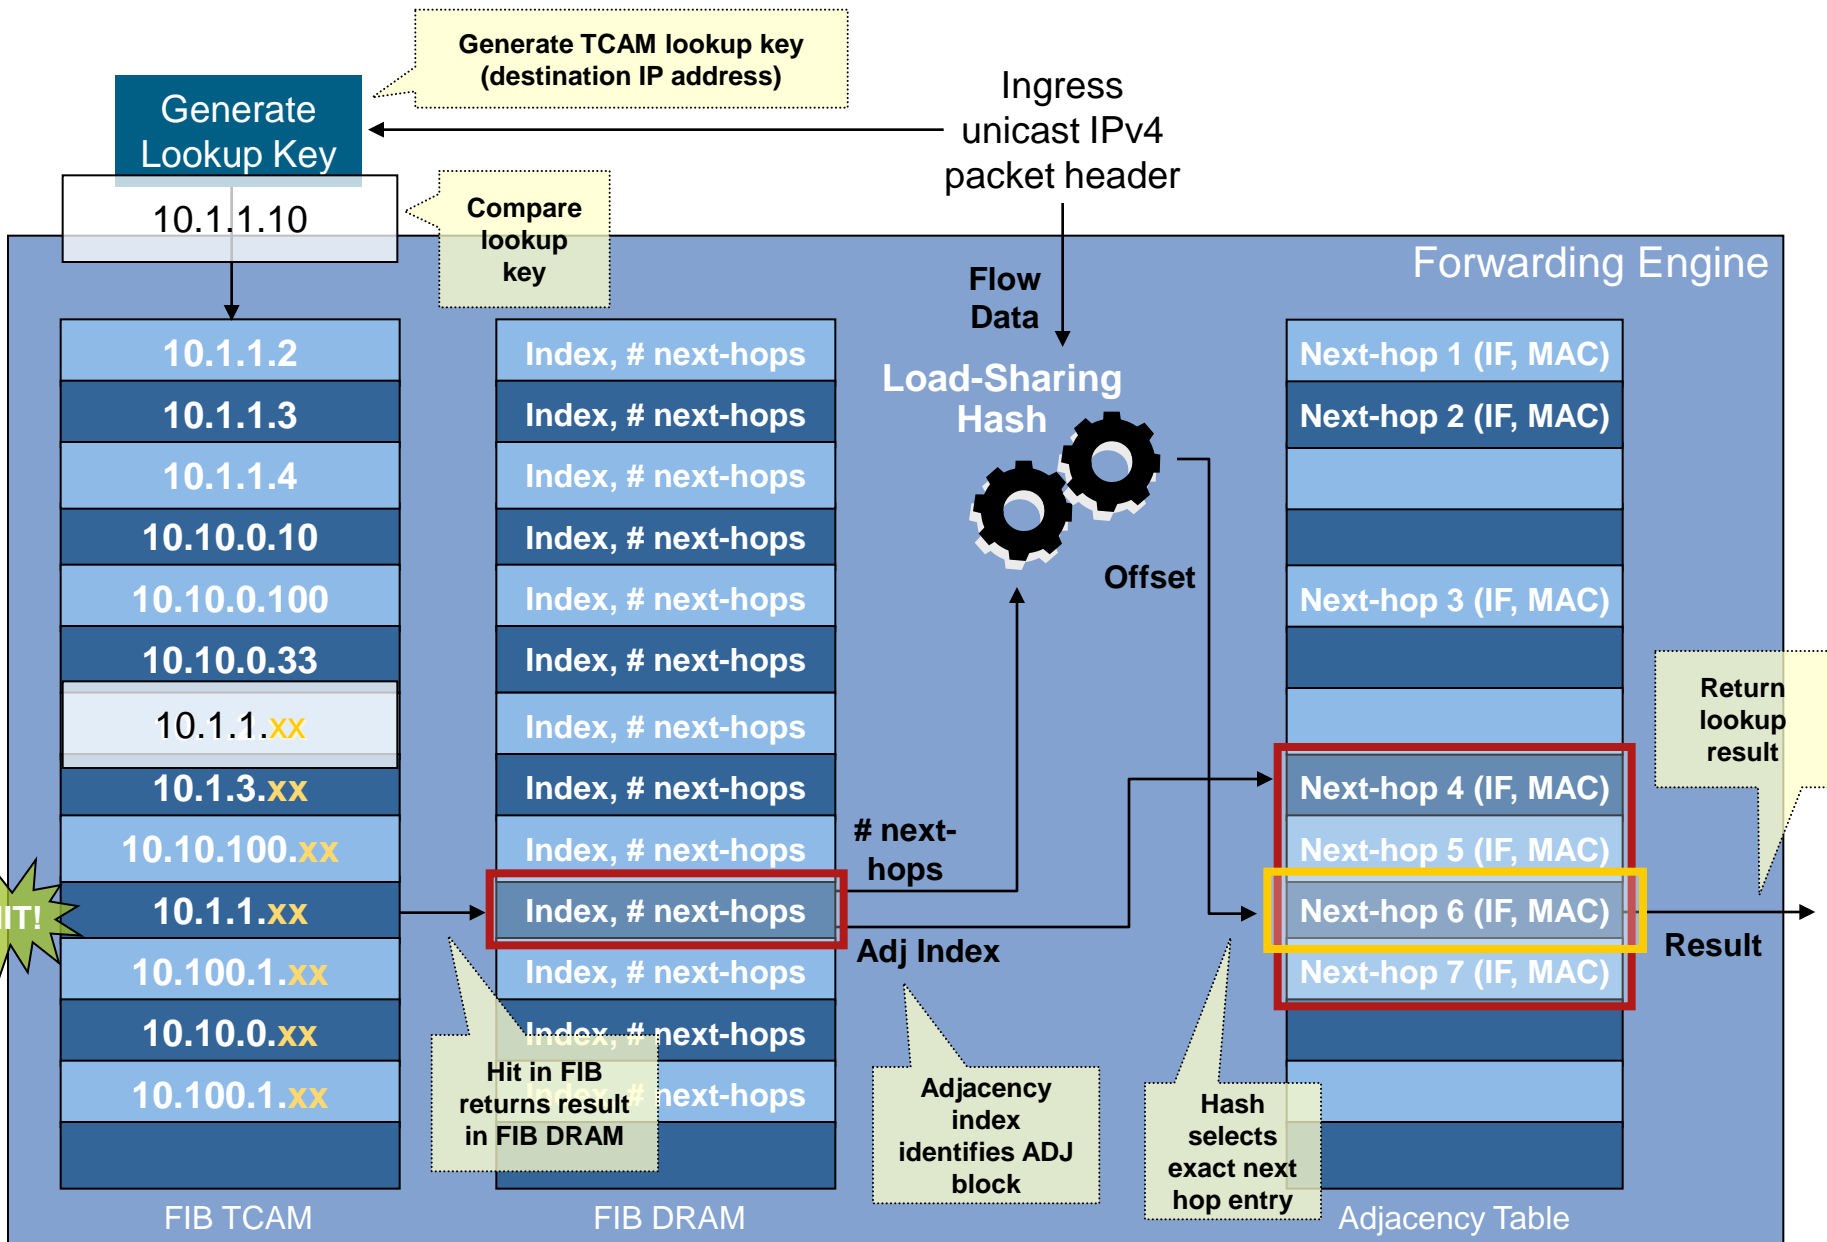 Generate TCAM lookup key
(destination IP address)
Generate
Lookup Key
Ingress
unicast IPv4
packet header
10.1.1.10
Compare
lookup
key
Forwarding Engine
Flow
Data
Load-Sharing
Hash
10.1.1.2
10.1.1.3
10.1.1.4
10.10.0.10
10.10.0.100
10.10.0.33
10.1.1.xx
10.1.3.xx
10.10.100.xx
10.1.1.xx
10.100.1.xx
10.10.0.xx
10.100.1.xx
FIB TCAM
Index, # next-hops
Index, # next-hops
Index, # next-hops
Index, # next-hops
Index, # next-hops
Index, # next-hops
Index, # next-hops
Index, # next-hops
Index, # next-hops
Index, # next-hops
Index, # next-hops
Index, # next-hops
Index, # next-hops
FIB DRAM
Hit in FIB
returns result
in FIB DRAM
# next-
hops
Adj Index
Offset
Adjacency
index
identifies ADJ
block
Hash
selects
exact next
hop entry
Next-hop 1 (IF, MAC)
Next-hop 2 (IF, MAC)
Next-hop 3 (IF, MAC)
Next-hop 4 (IF, MAC)
Next-hop 5 (IF, MAC)
Next-hop 6 (IF, MAC)
Next-hop 7 (IF, MAC)
Adjacency Table
Return
lookup
result
Result